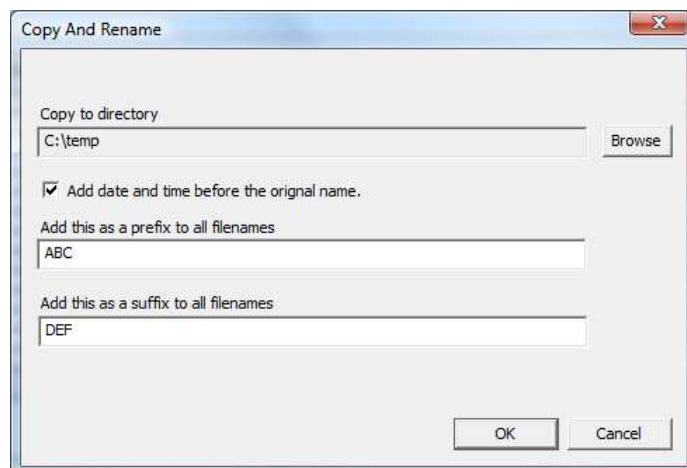 Copy And Rename
Copy to directory
C:\temp
Browse
Add date and time before the orignal name.
Add this as a prefix to all filenames
ABC
Add this as a suffix to all filenames
DEF
OK
Cancel